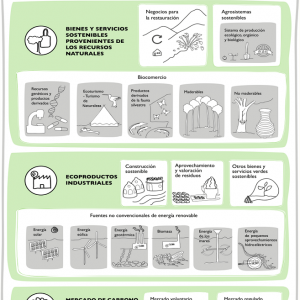 BIENES Y SERVICIOS
SOSTENIBLES
PROVENIENTES DE
LOS RECURSOS
NATURALES
Negocios para
la restauración
Agrosistemas
sostenibles
Sistema de producción
ecológico, orgánico
y biológico
Biocomercio
Recursos
genéticos y
productos
derivados
Ecoturismo
- Turismo
de
Naturaleza
Productos
derivados
de la fauna
silvestre
Maderables
No maderables
ECOPRODUCTOS
INDUSTRIALES
Construcción
sostenible
Aprovechamiento
y valoración
de residuos
Otros bienes y
servicios verdes
sostenibles
Fuentes no convencionales de energía renovable
Energía
solar
Energía
eólica
Energía
geotérmica
Biomasa
Energía
de los
mares
Energía
de pequeños
aprovechamientos
hidroeléctricos
MERCADO DE CARBONO
Mercado voluntario
Mercado regulado